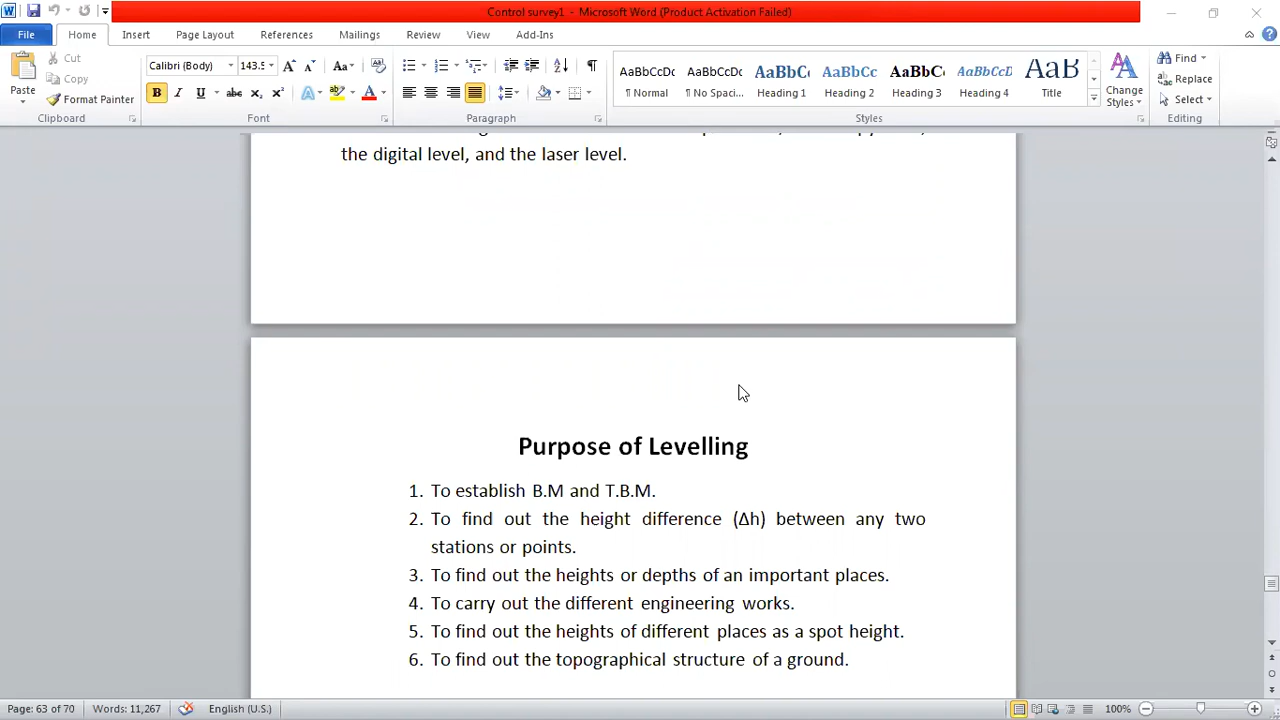 Control survey1 - Microsoft Word (Product Activation Failed)
File Home Insert Page Layout References Mailings Review View Add-Ins
Paste
Cut
Copy
Format Painter
Clipboard
Calibri (Body) 143.5
Font
Paragraph
AaBbCcDc AaBbCcDc AaBbC AaBbCc AaBbCc AaBbCcD AaB
¶ Normal ¶ No Spaci... Heading 1 Heading 2 Heading 3 Heading 4 Title
Styles
Change Styles
Find
Replace
Select
Editing
the digital level, and the laser level.
Purpose of Levelling
1. To establish B.M and T.B.M.
2. To find out the height difference (Δh) between any two
stations or points.
3. To find out the heights or depths of an important places.
4. To carry out the different engineering works.
5. To find out the heights of different places as a spot height.
6. To find out the topographical structure of a ground.
Page: 63 of 70 Words: 11,267 English (U.S.) 100%